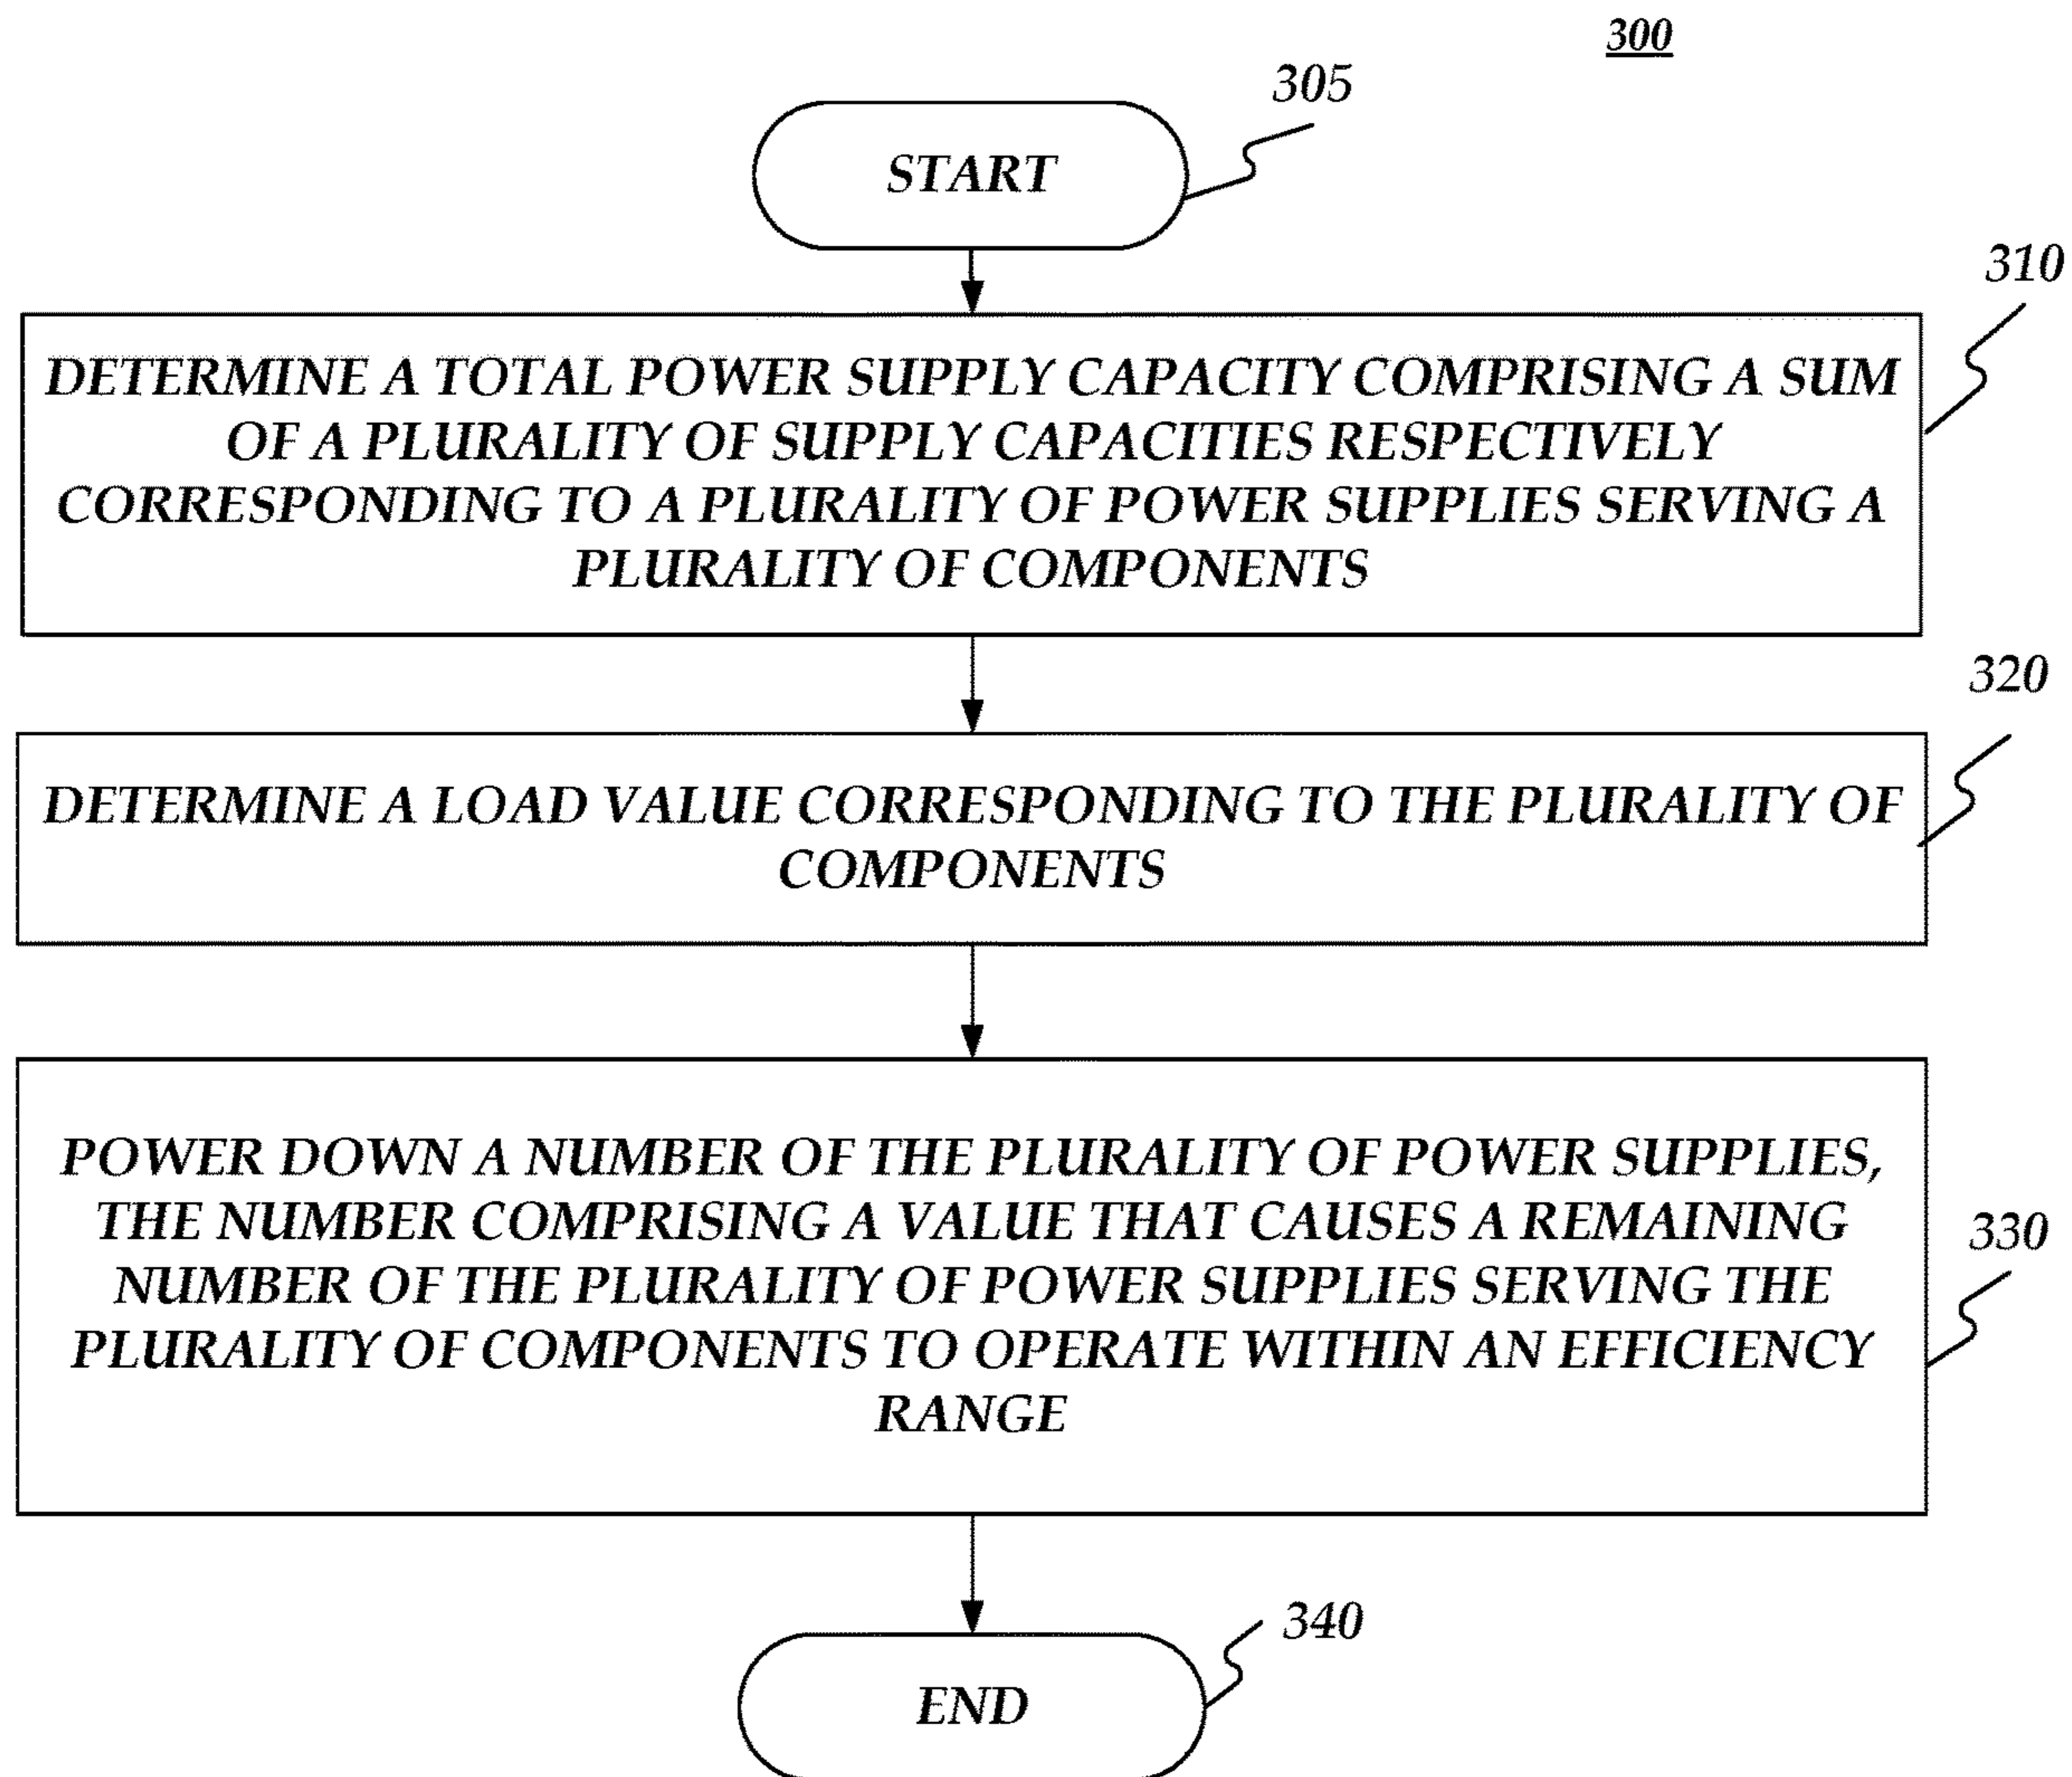 300
305
START
310
DETERMINE A TOTAL POWER SUPPLY CAPACITY COMPRISING A SUM
OF A PLURALITY OF SUPPLY CAPACITIES RESPECTIVELY
CORRESPONDING TO A PLURALITY OF POWER SUPPLIES SERVING A
PLURALITY OF COMPONENTS
320
DETERMINE A LOAD VALUE CORRESPONDING TO THE PLURALITY OF
COMPONENTS
POWER DOWN A NUMBER OF THE PLURALITY OF POWER SUPPLIES,
THE NUMBER COMPRISING A VALUE THAT CAUSES A REMAINING
330
NUMBER OF THE PLURALITY OF POWER SUPPLIES SERVING THE
PLURALITY OF COMPONENTS TO OPERATE WITHIN AN EFFICIENCY
RANGE
340
END